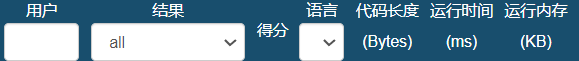 用户 结果 得分 语言 代码长度 运行时间 运行内存
all (Bytes) (ms) (KB)